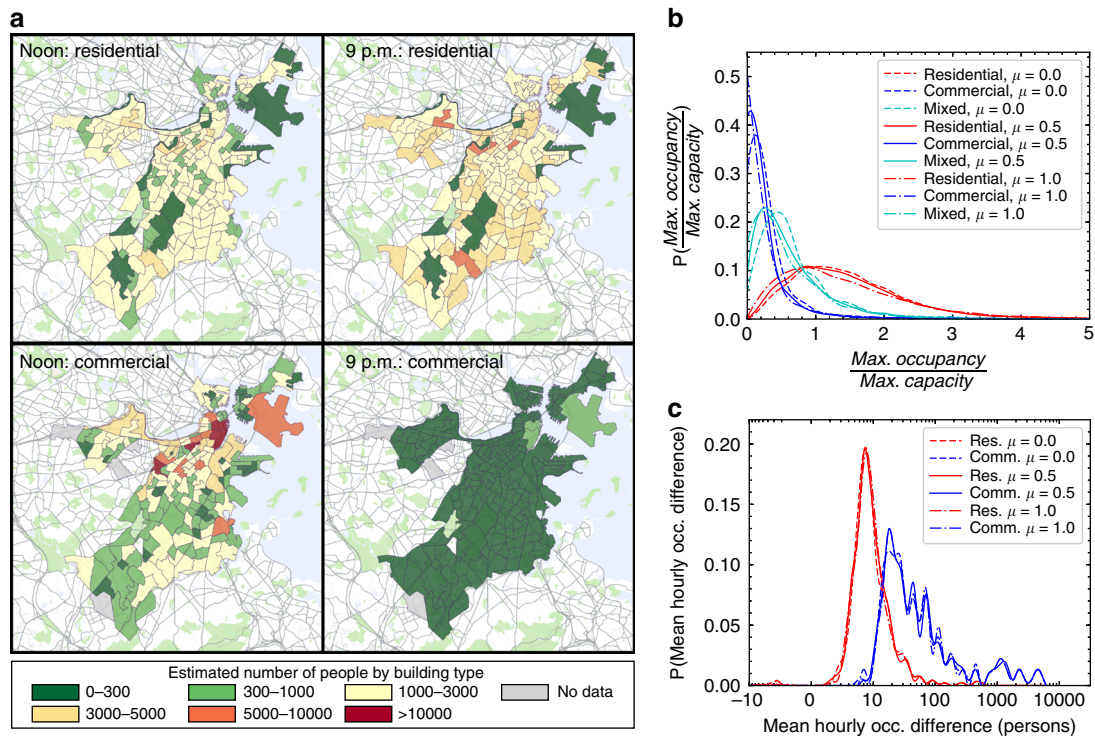 a
Noon: residential
9 p.m.: residential
Noon: commercial
9 p.m.: commercial
Estimated number of people by building type
0–300
300–1000
1000–3000
No data
3000–5000
5000–10000
>10000
b
0.5
0.4
0.3
0.2
0.1
0.0
P(Max. occupancy
Max. capacity)
Residential, μ = 0.0
Commercial, μ = 0.0
Mixed, μ = 0.0
Residential, μ = 0.5
Commercial, μ = 0.5
Mixed, μ = 0.5
Residential, μ = 1.0
Commercial, μ = 1.0
Mixed, μ = 1.0
0 1 2 3 4 5
Max. occupancy
Max. capacity
c
0.20
0.15
0.10
0.05
0.00
P(Mean hourly occ. difference)
Res. μ = 0.0
Comm. μ = 0.0
Res. μ = 0.5
Comm. μ = 0.5
Res. μ = 1.0
Comm. μ = 1.0
−10 0 10 100 1000 10000
Mean hourly occ. difference (persons)